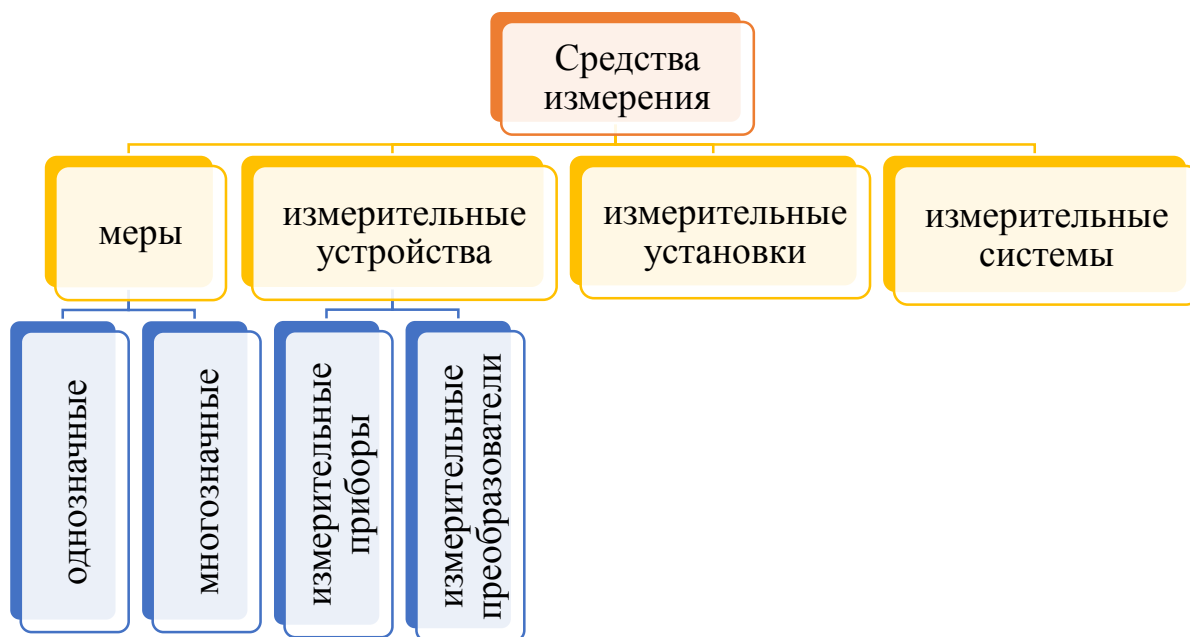 Средства
измерения
меры
измерительные
устройства
измерительные
установки
измерительные
системы
однозначные
многозначные
измерительные
приборы
измерительные
преобразователи